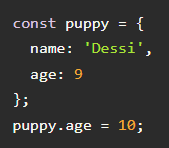 const puppy = {
  name: 'Dessi',
  age: 9
};
puppy.age = 10;